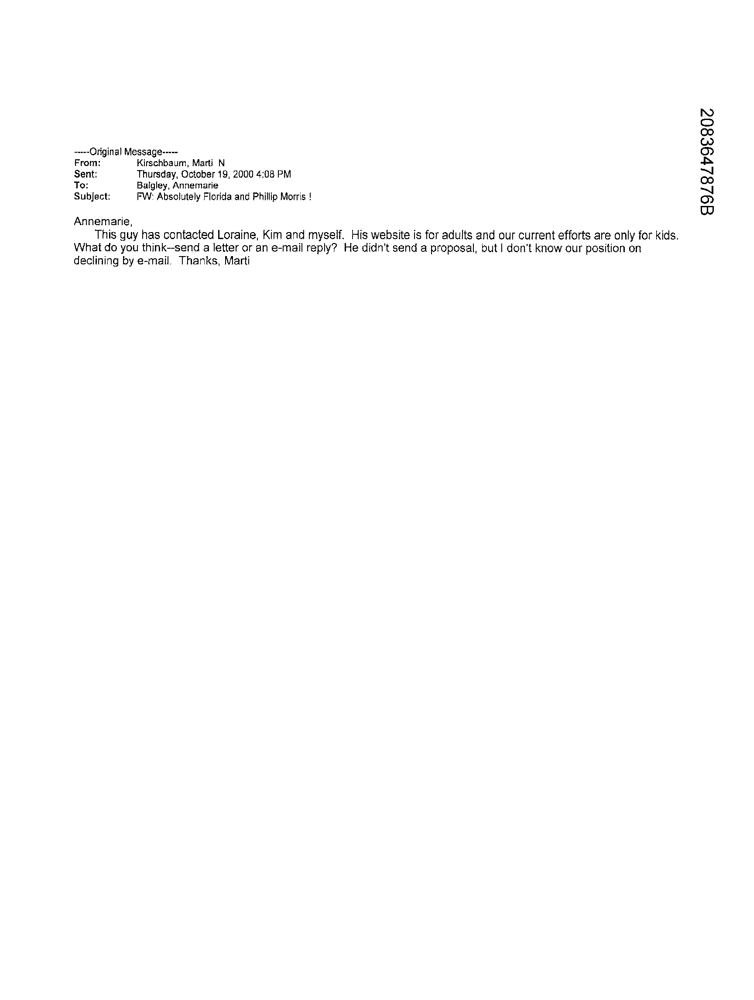 -----Original Message-----
From: Kirschbaum, Marti N
Sent: Thursday, October 19, 2000 4:08 PM
To: Balgley, Annemarie
Subject: FW: Absolutely Florida and Phillip Morris !
Annemarie,
This guy has contacted Loraine, Kim and myself. His website is for adults and our current efforts are only for kids.
What do you think--send a letter or an e-mail reply? He didn't send a proposal, but I don't know our position on
declining by e-mail. Thanks, Marti
2083647876B